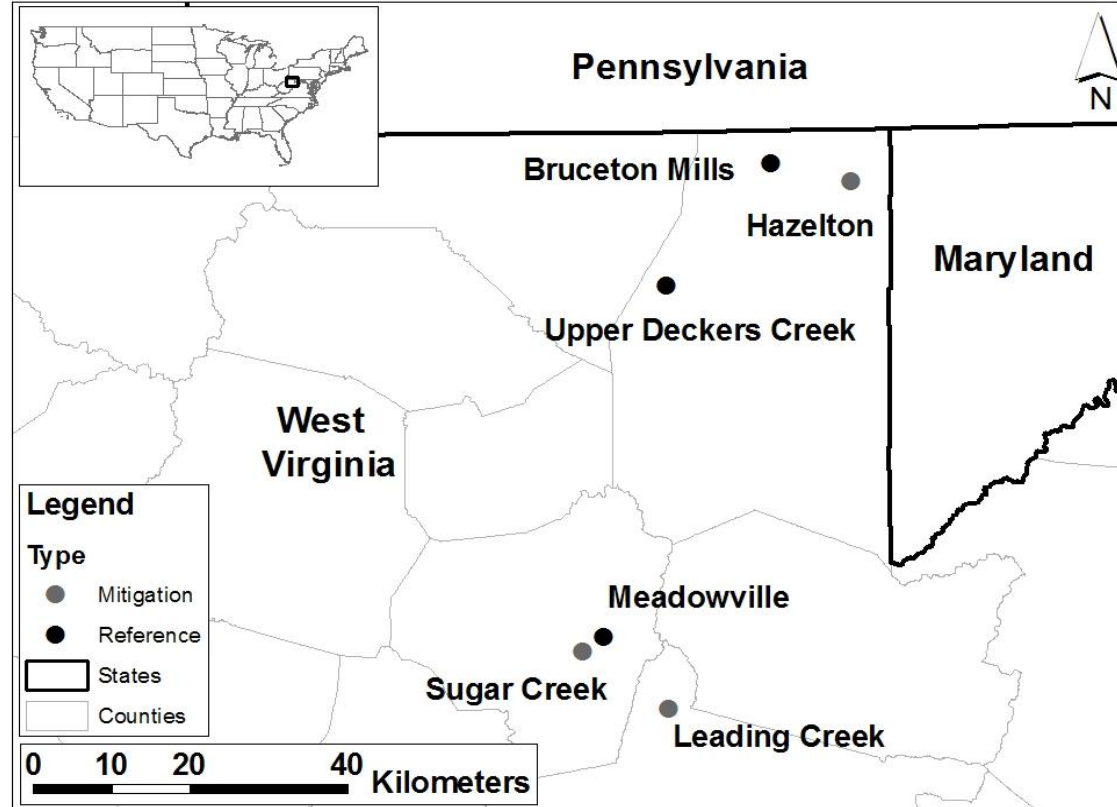 Pennsylvania
N
Bruceton Mills
Hazelton
Maryland
Upper Deckers Creek
West
Virginia
Legend
Type
Mitigation
Reference
States
Counties
Meadowville
Sugar Creek
Leading Creek
0 10 20 40 Kilometers